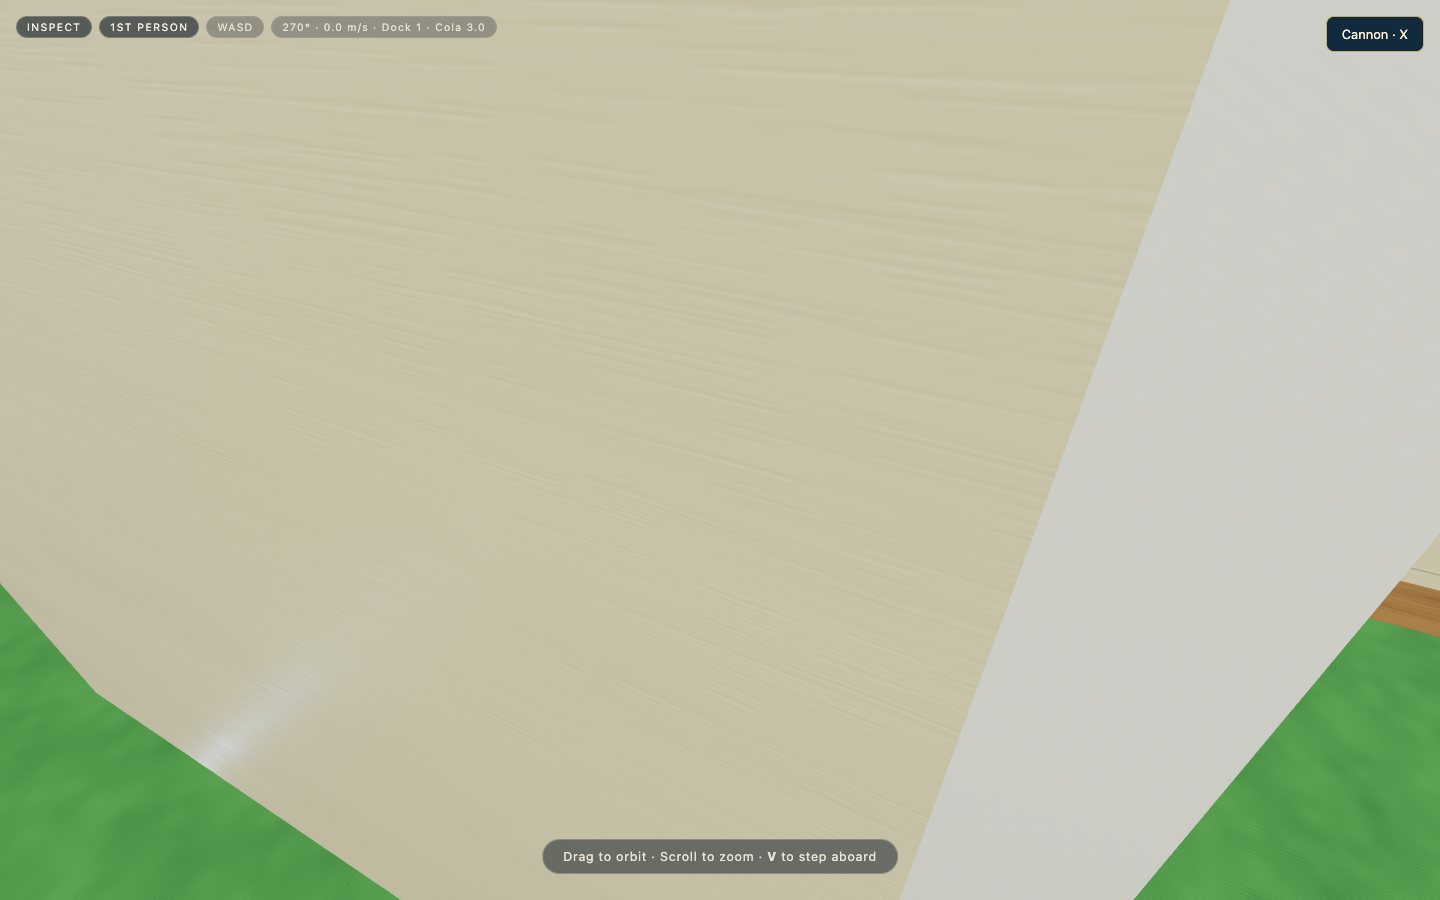 INSPECT 1ST PERSON WASD 270° · 0.0 m/s · Dock 1 · Cola 3.0
Cannon · X
Drag to orbit · Scroll to zoom · V to step aboard